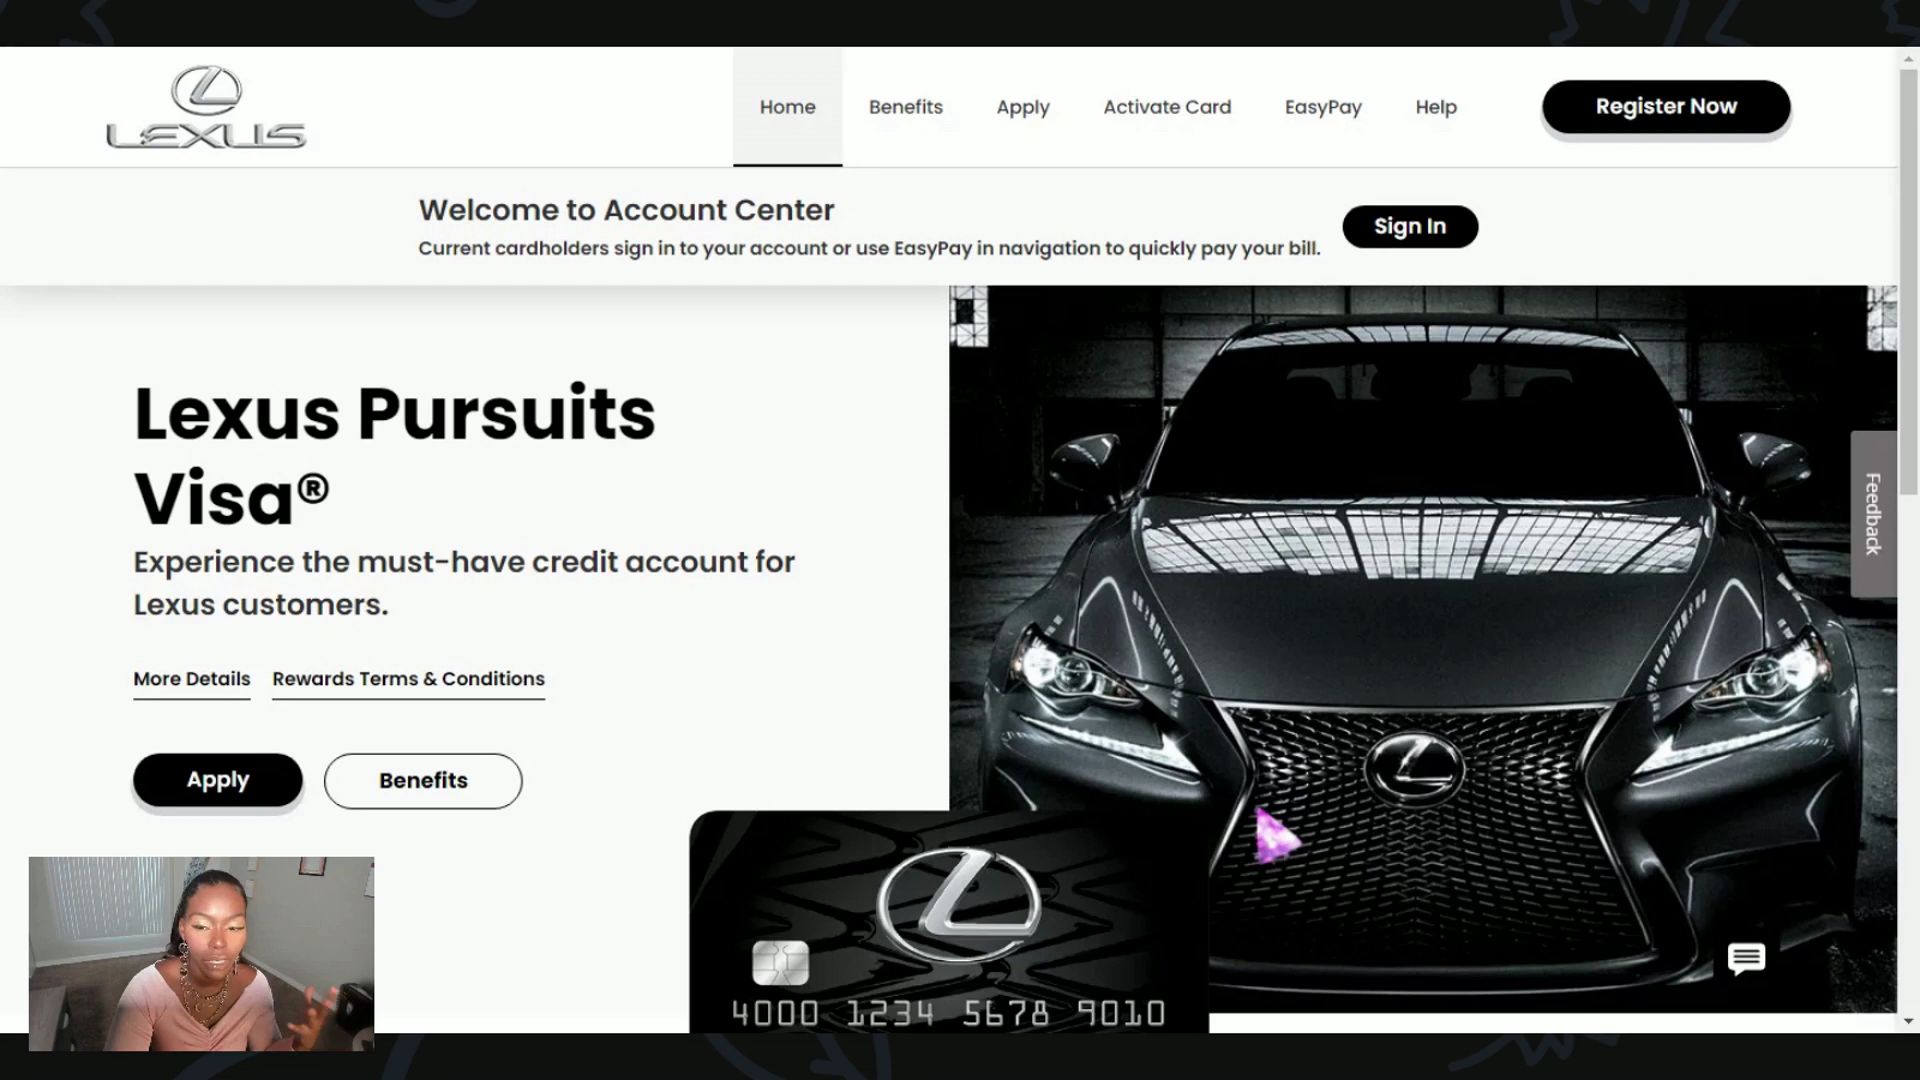 LEXUS
Home Benefits Apply Activate Card EasyPay Help Register Now
Welcome to Account Center
Current cardholders sign in to your account or use EasyPay in navigation to quickly pay your bill.
Sign In
Lexus Pursuits
Visa®
Experience the must-have credit account for
Lexus customers.
More Details Rewards Terms & Conditions
Apply Benefits
Feedback
4000 1234 5678 9010